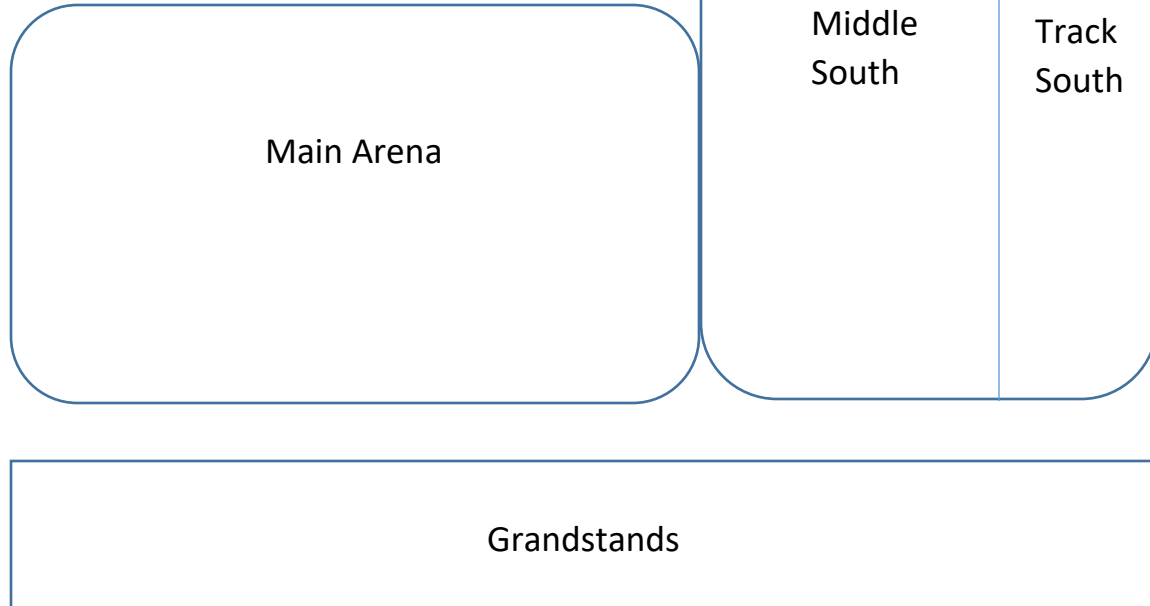 Middle
South
Track
South
Main Arena
Grandstands